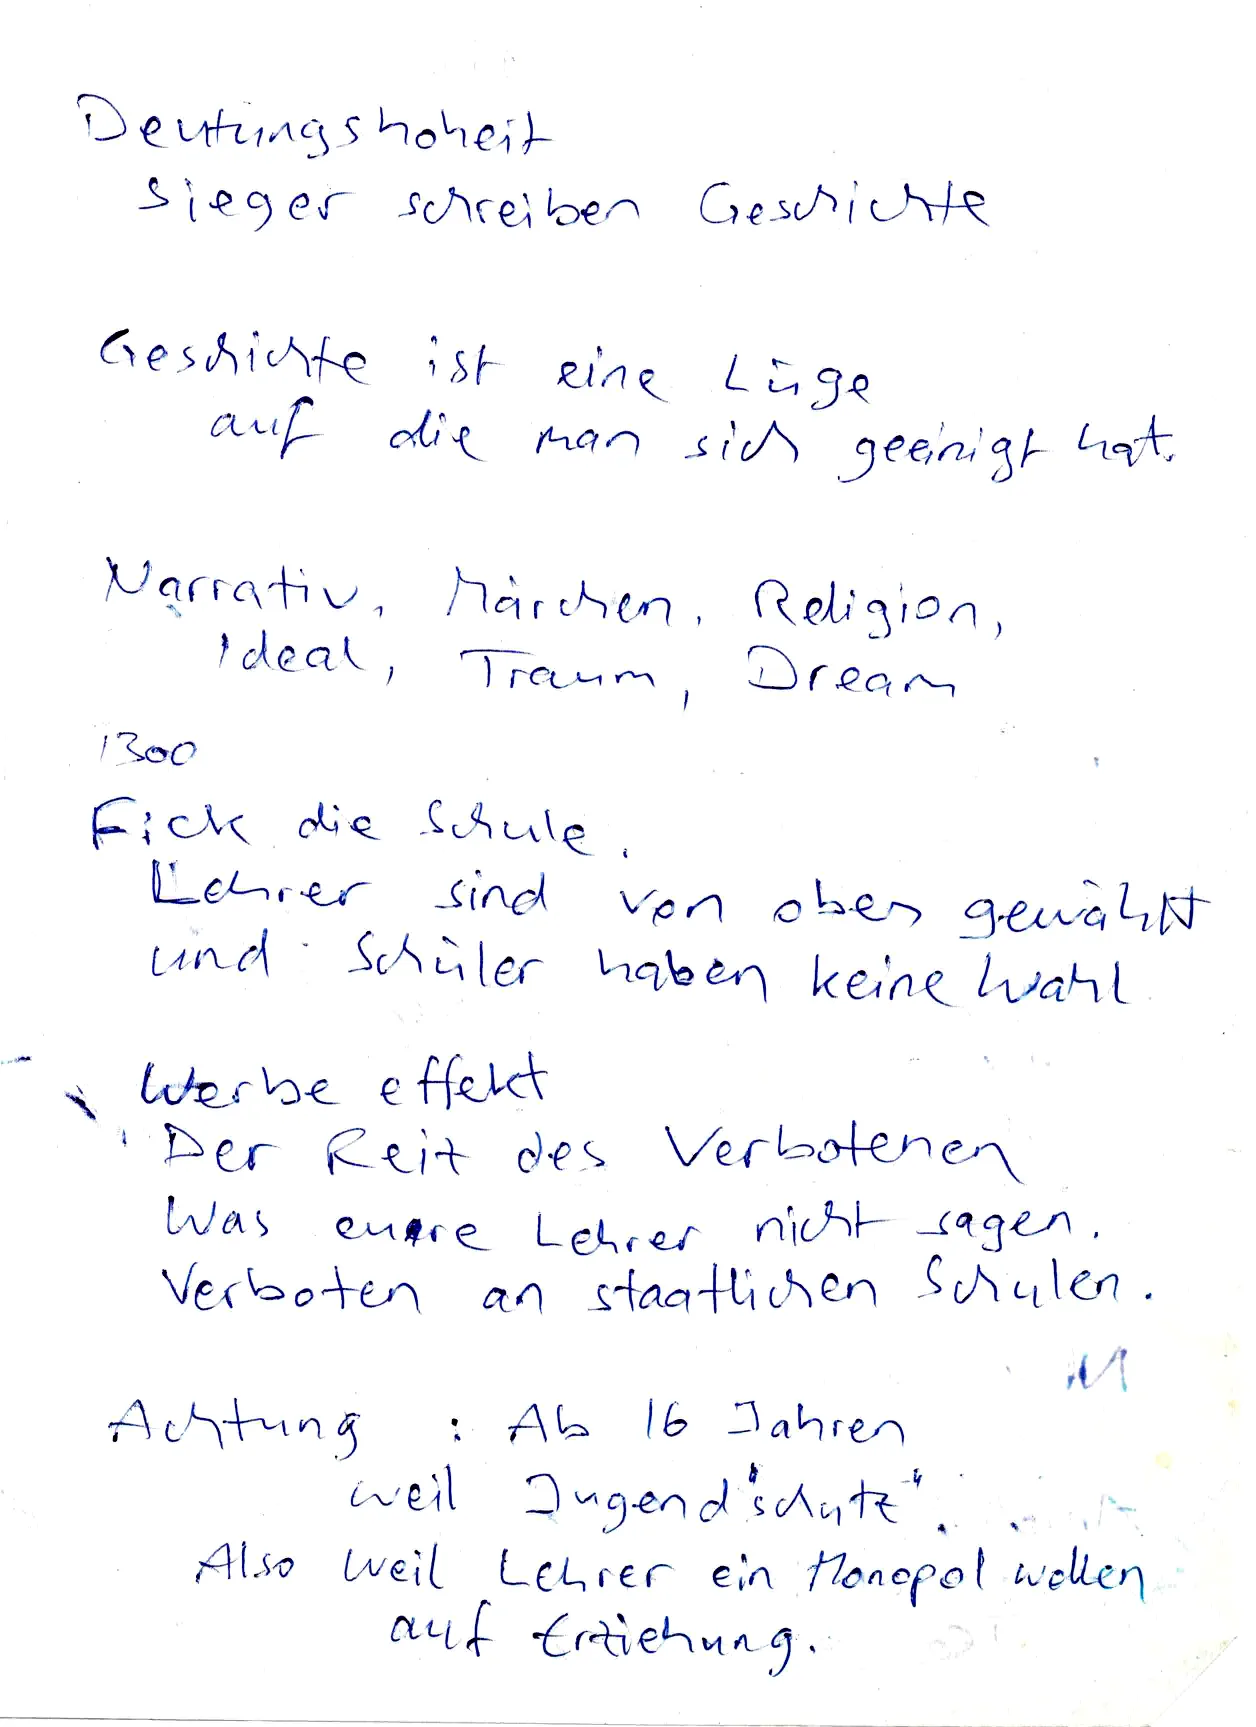 Deutungshoheit
Sieger schreiben Geschichte
Geschichte ist eine Lüge
auf die man sich geeinigt hat.
Narrativ, Märchen, Religion,
Ideal, Traum, Dream
1300
Fick die Schule.
Lehrer sind von oben gewählt
und Schüler haben keine Wahl
Werbe effekt
Der Reit des Verbotenen
Was eure Lehrer nicht sagen.
Verboten an staatlichen Schulen.
Achtung : Ab 16 Jahren
weil Jugend"schutz".
Also weil Lehrer ein Monopol wollen
auf Erziehung.